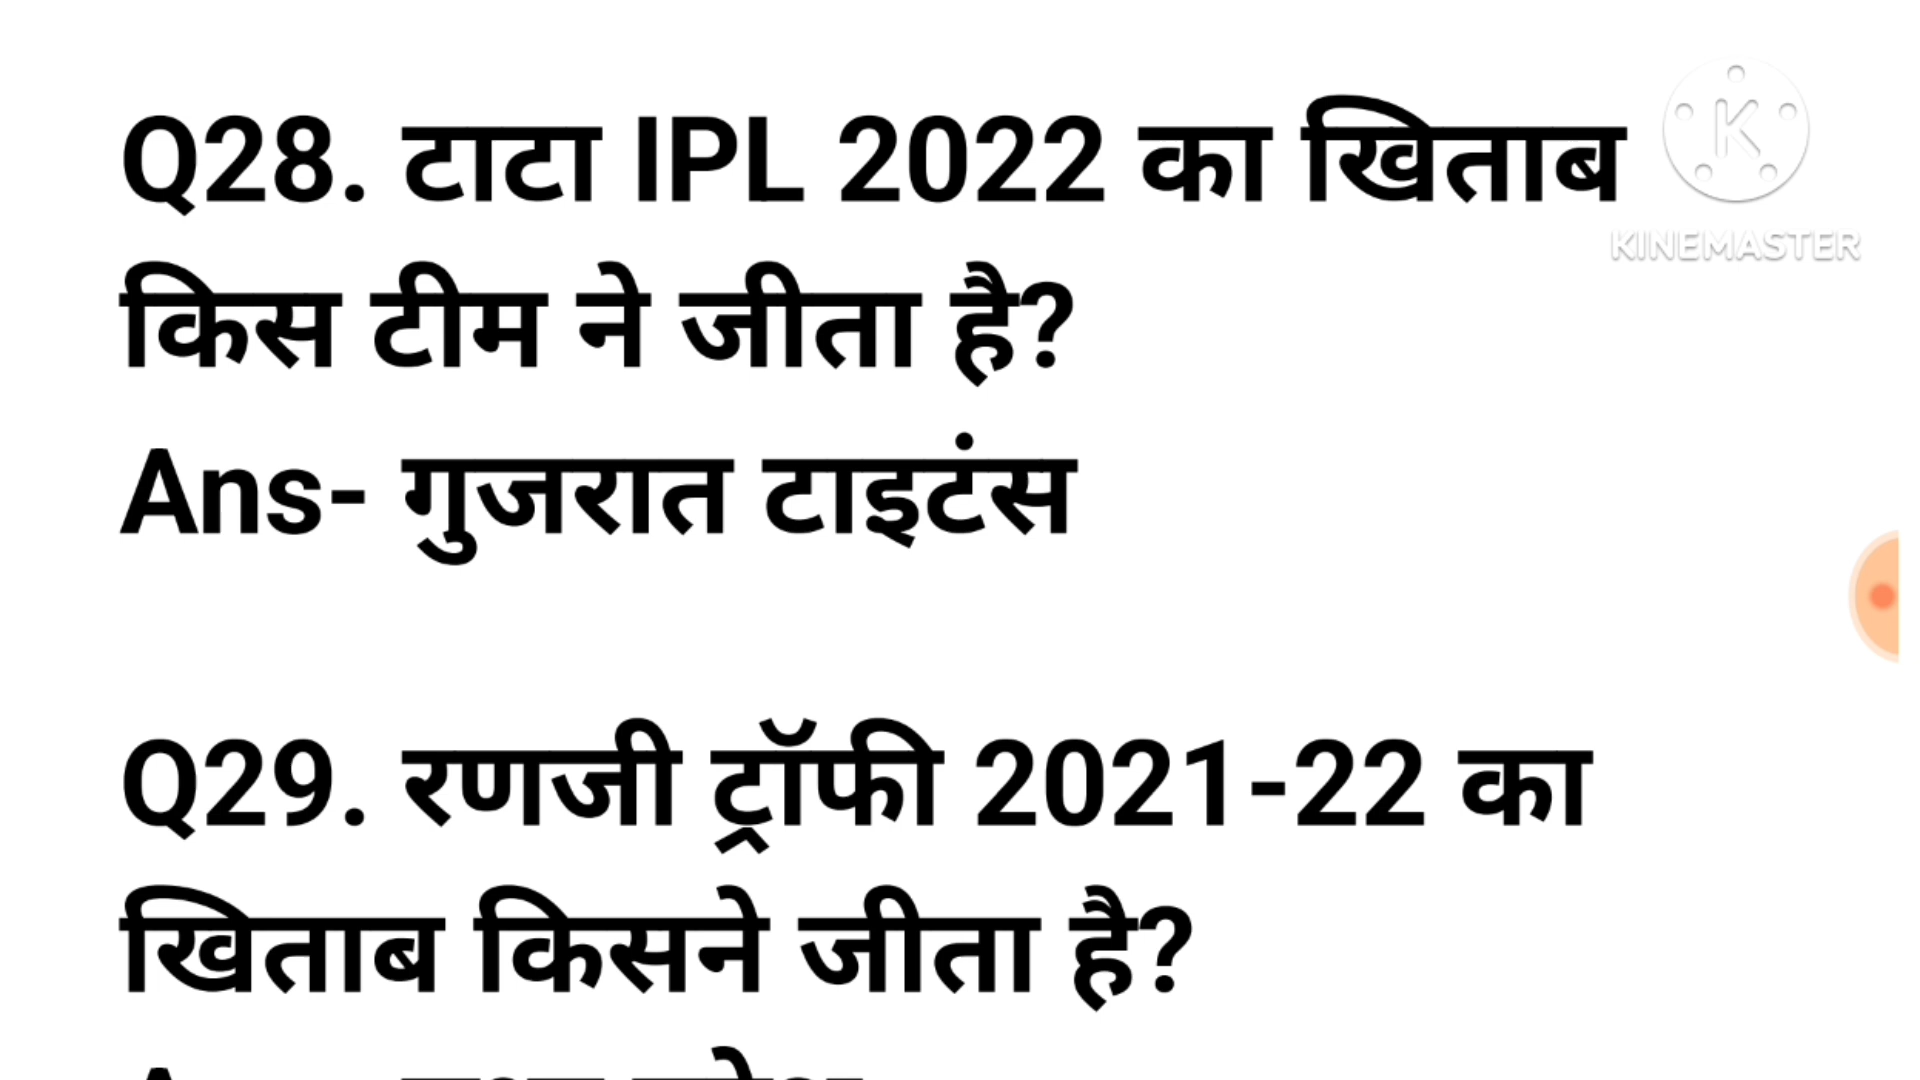 Q28. टाटा IPL 2022 का खिताब
KINEMASTER
किस टीम ने जीता है?
Ans- गुजरात टाइटंस
Q29. रणजी ट्रॉफी 2021-22 का
खिताब किसने जीता है?